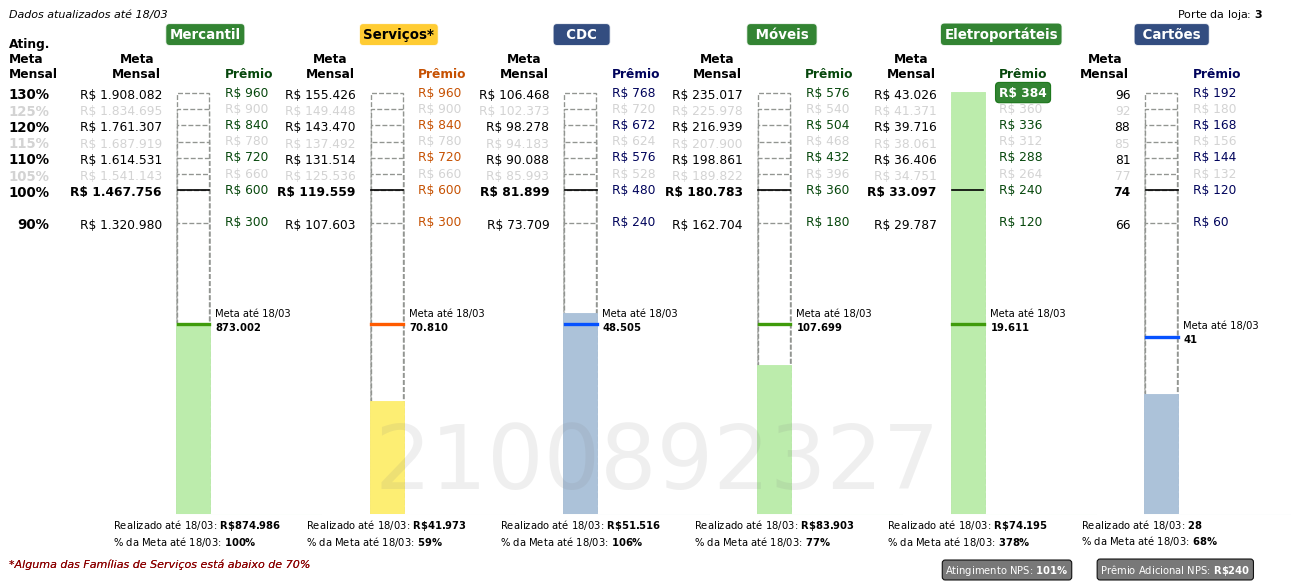 Dados atualizados até 18/03
Porte da loja: 3
Mercantil Serviços* CDC Móveis Eletroportáteis Cartões
Ating. Meta Mensal
Meta Mensal Prêmio Meta Mensal Prêmio Meta Mensal Prêmio Meta Mensal Prêmio Meta Mensal Prêmio Meta Mensal Prêmio
130% R$ 1.908.082 R$ 960 R$ 155.426 R$ 960 R$ 106.468 R$ 768 R$ 235.017 R$ 576 R$ 43.026 R$ 384 96 R$ 192
125% R$ 1.834.695 R$ 900 R$ 149.448 R$ 900 R$ 102.373 R$ 720 R$ 225.978 R$ 540 R$ 41.371 R$ 360 92 R$ 180
120% R$ 1.761.307 R$ 840 R$ 143.470 R$ 840 R$ 98.278 R$ 672 R$ 216.939 R$ 504 R$ 39.716 R$ 336 88 R$ 168
115% R$ 1.687.919 R$ 780 R$ 137.492 R$ 780 R$ 94.183 R$ 624 R$ 207.900 R$ 468 R$ 38.061 R$ 312 85 R$ 156
110% R$ 1.614.531 R$ 720 R$ 131.514 R$ 720 R$ 90.088 R$ 576 R$ 198.861 R$ 432 R$ 36.406 R$ 288 81 R$ 144
105% R$ 1.541.143 R$ 660 R$ 125.536 R$ 660 R$ 85.993 R$ 528 R$ 189.822 R$ 396 R$ 34.751 R$ 264 77 R$ 132
100% R$ 1.467.756 R$ 600 R$ 119.559 R$ 600 R$ 81.899 R$ 480 R$ 180.783 R$ 360 R$ 33.097 R$ 240 74 R$ 120
90% R$ 1.320.980 R$ 300 R$ 107.603 R$ 300 R$ 73.709 R$ 240 R$ 162.704 R$ 180 R$ 29.787 R$ 120 66 R$ 60
Meta até 18/03 Meta até 18/03 Meta até 18/03 Meta até 18/03 Meta até 18/03 Meta até 18/03
873.002 70.810 48.505 107.699 19.611 41
2100892327
Realizado até 18/03: R$874.986 Realizado até 18/03: R$41.973 Realizado até 18/03: R$51.516 Realizado até 18/03: R$83.903 Realizado até 18/03: R$74.195 Realizado até 18/03: 28
% da Meta até 18/03: 100% % da Meta até 18/03: 59% % da Meta até 18/03: 106% % da Meta até 18/03: 77% % da Meta até 18/03: 378% % da Meta até 18/03: 68%
*Alguma das Famílias de Serviços está abaixo de 70%
Atingimento NPS: 101% Prêmio Adicional NPS: R$240